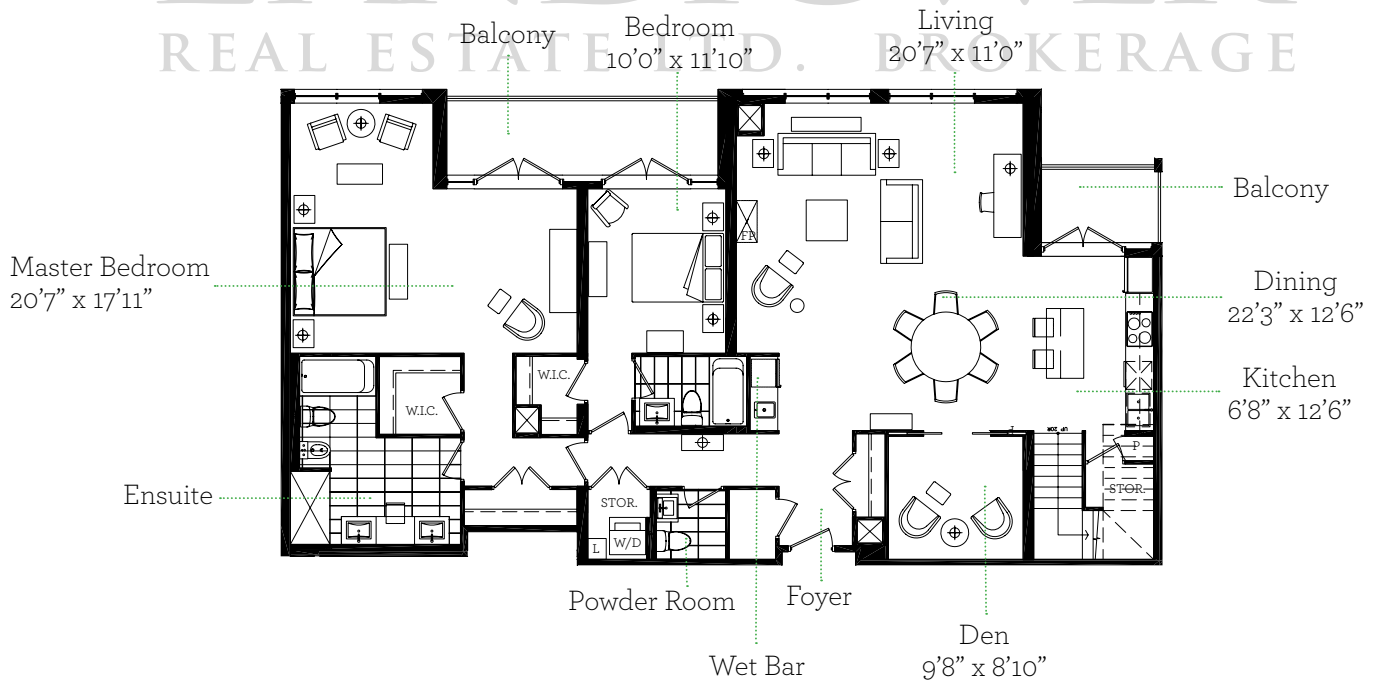 REAL ESTATE LTD. BROKERAGE
Balcony
Bedroom
10'0" x 11'10"
Living
20'7" x 11'0"
Balcony
Master Bedroom
20'7" x 17'11"
FP
Dining
22'3" x 12'6"
Kitchen
6'8" x 12'6"
W.I.C.
W.I.C.
UP 20R
P
STOR.
STOR.
Ensuite
L
W/D
Powder Room
Foyer
Wet Bar
Den
9'8" x 8'10"